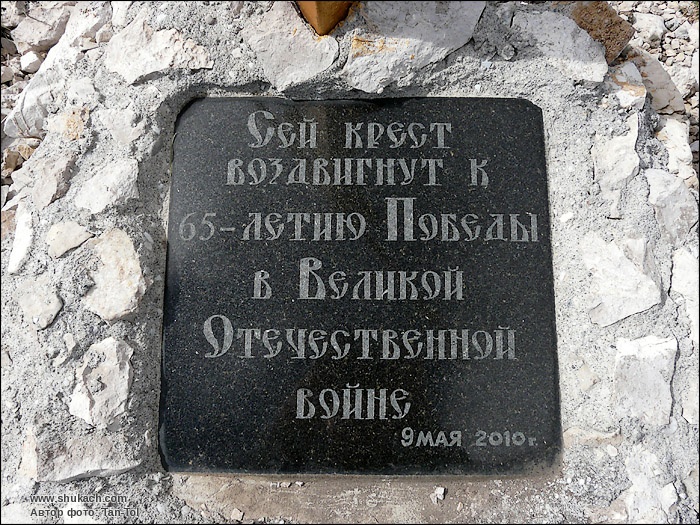 Сей крест
воздвигнут к
65-летию Победы
в Великой
Отечественной
войне
9 мая 2010г.
www.shukach.com
Автор фото: Tan-Tol